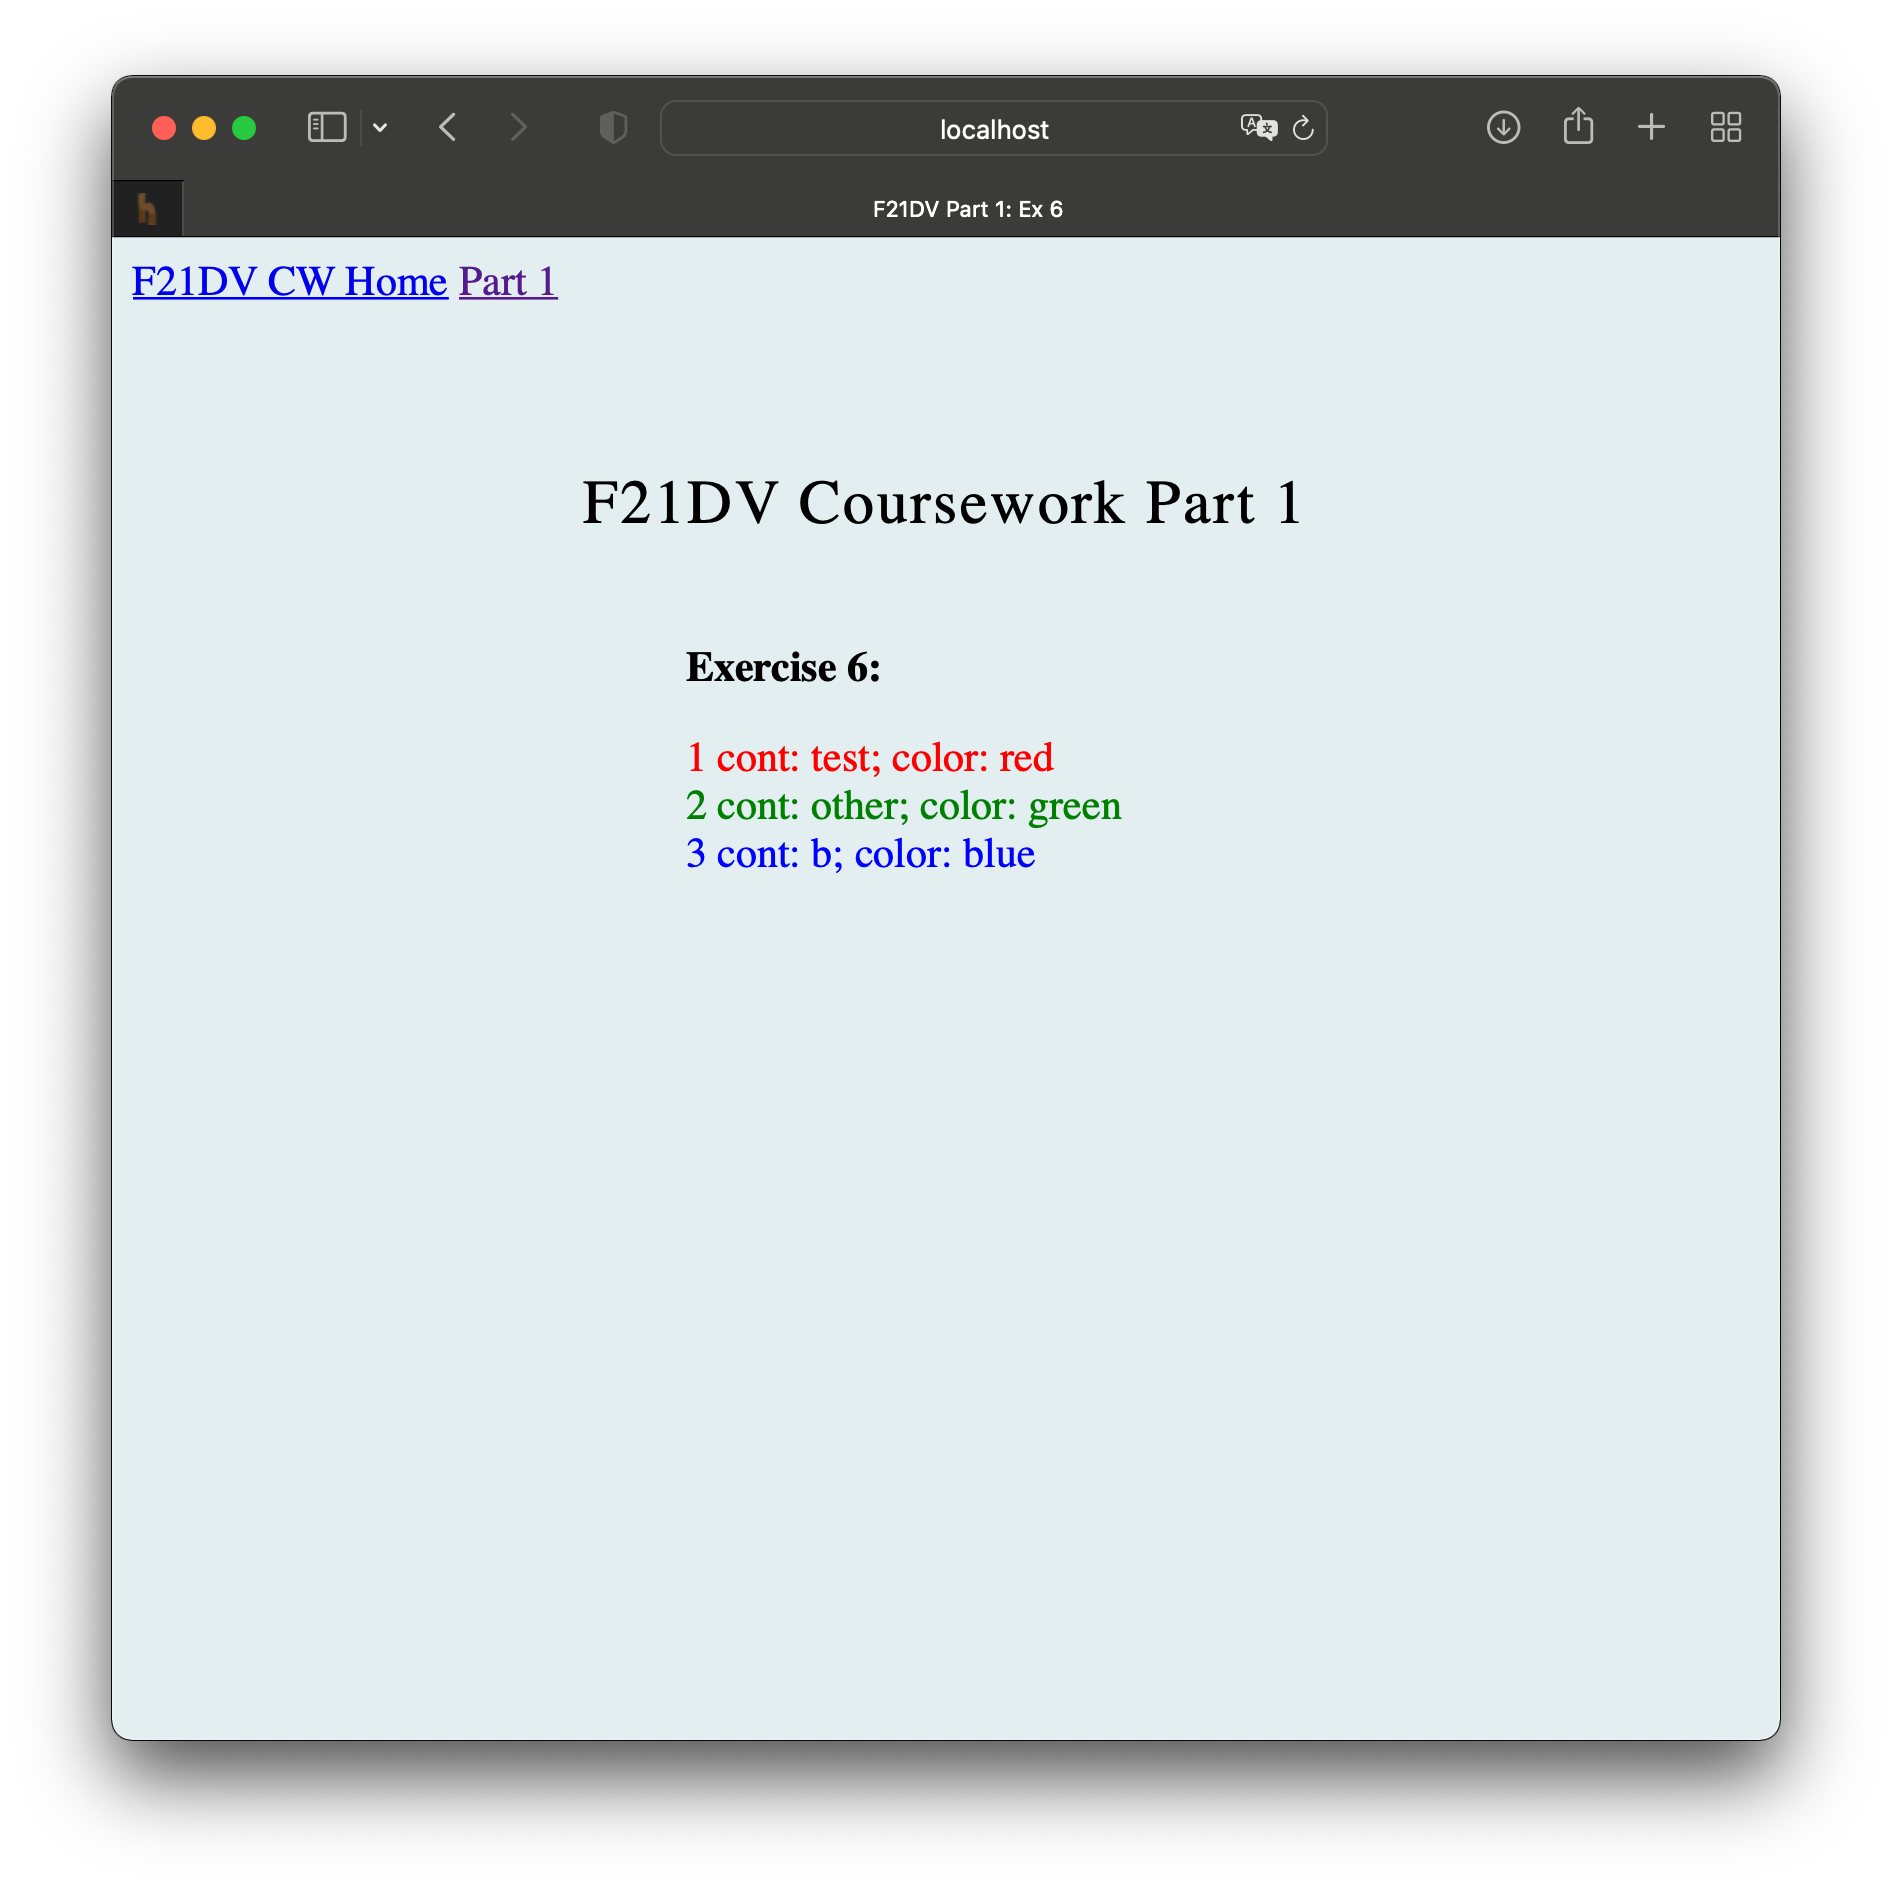 localhost
F21DV Part 1: Ex 6
F21DV CW Home Part 1
F21DV Coursework Part 1
Exercise 6:
1 cont: test; color: red
2 cont: other; color: green
3 cont: b; color: blue